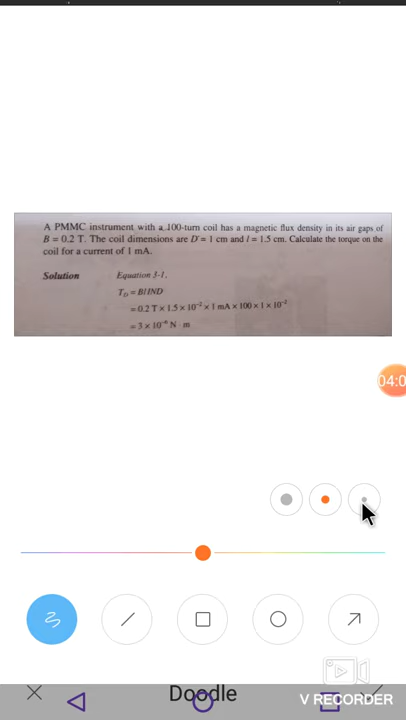 A PMMC instrument with a 100-turn coil has a magnetic flux density in its air gaps of
B = 0.2 T. The coil dimensions are D = 1 cm and l = 1.5 cm. Calculate the torque on the
coil for a current of 1 mA.
Solution Equation 3-1,
T_D = BlIND
= 0.2 T × 1.5 × 10⁻² × 1 mA × 100 × 1 × 10⁻²
= 3 × 10⁻⁶ N m
04:0
Doodle
V RECORDER